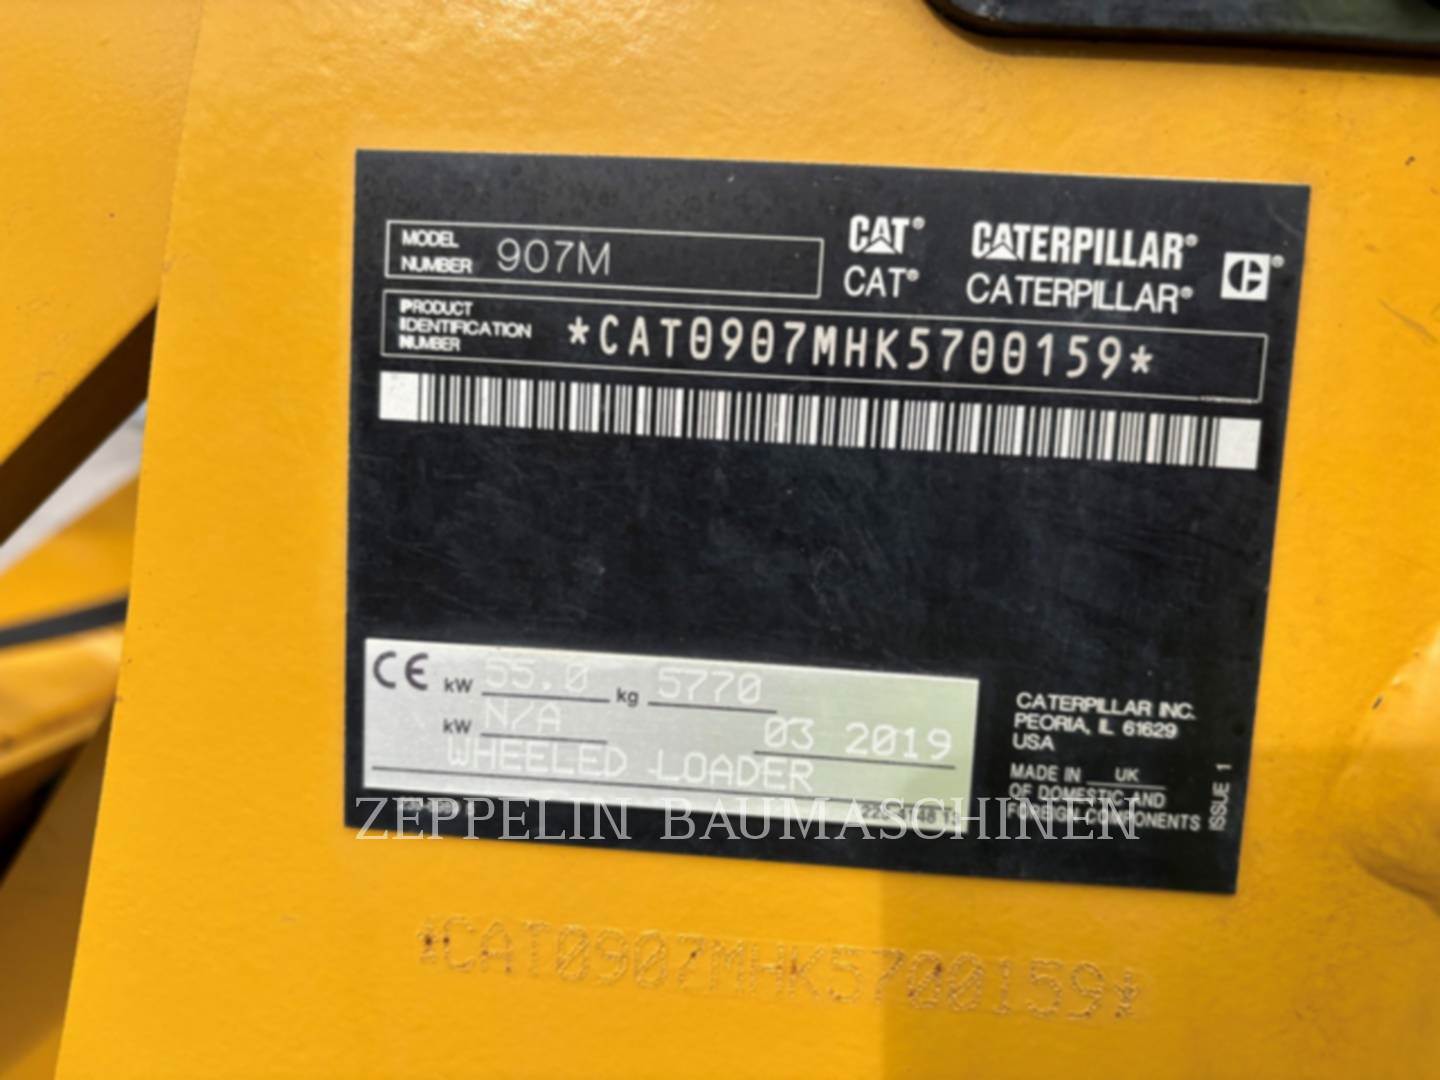 MODEL NUMBER 907M
CAT® CATERPILLAR®
CAT® CATERPILLAR® ®
PRODUCT IDENTIFICATION NUMBER *CAT0907MHK5700159*
CE kW 55.0 kg 5770
kW N/A 03 2019
WHEELED LOADER
CATERPILLAR INC.
PEORIA, IL 61629
USA
MADE IN UK
OF DOMESTIC AND
FOREIGN COMPONENTS
ISSUE 1
ZEPPELIN BAUMASCHINEN
*CAT0907MHK5700159*